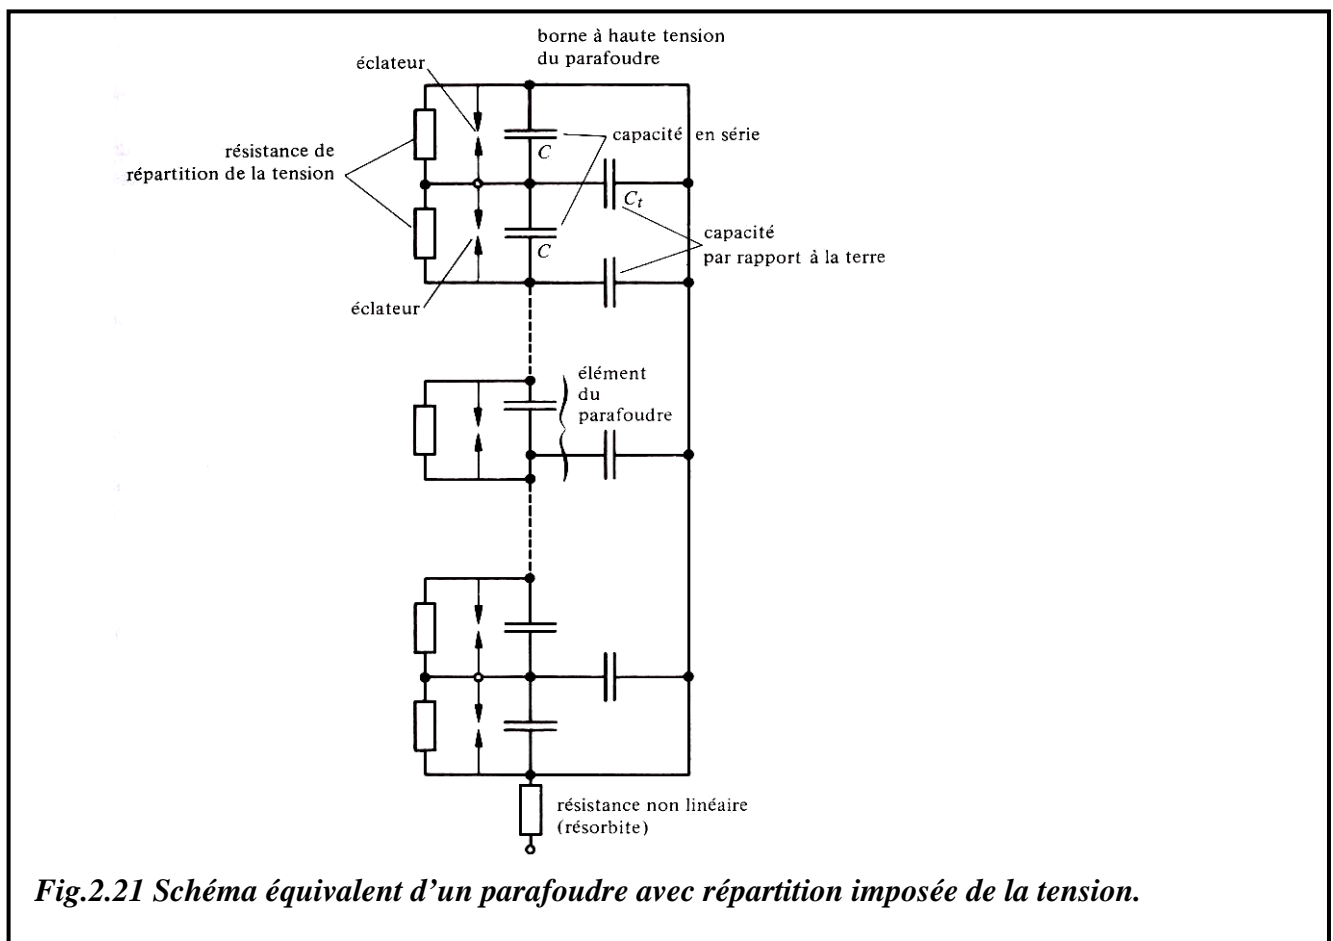 borne à haute tension
du parafoudre
éclateur
capacité en série
C
résistance de
répartition de la tension
C_t
C
capacité
par rapport à la terre
éclateur
élément
du
parafoudre
résistance non linéaire
(résorbite)
Fig.2.21 Schéma équivalent d’un parafoudre avec répartition imposée de la tension.